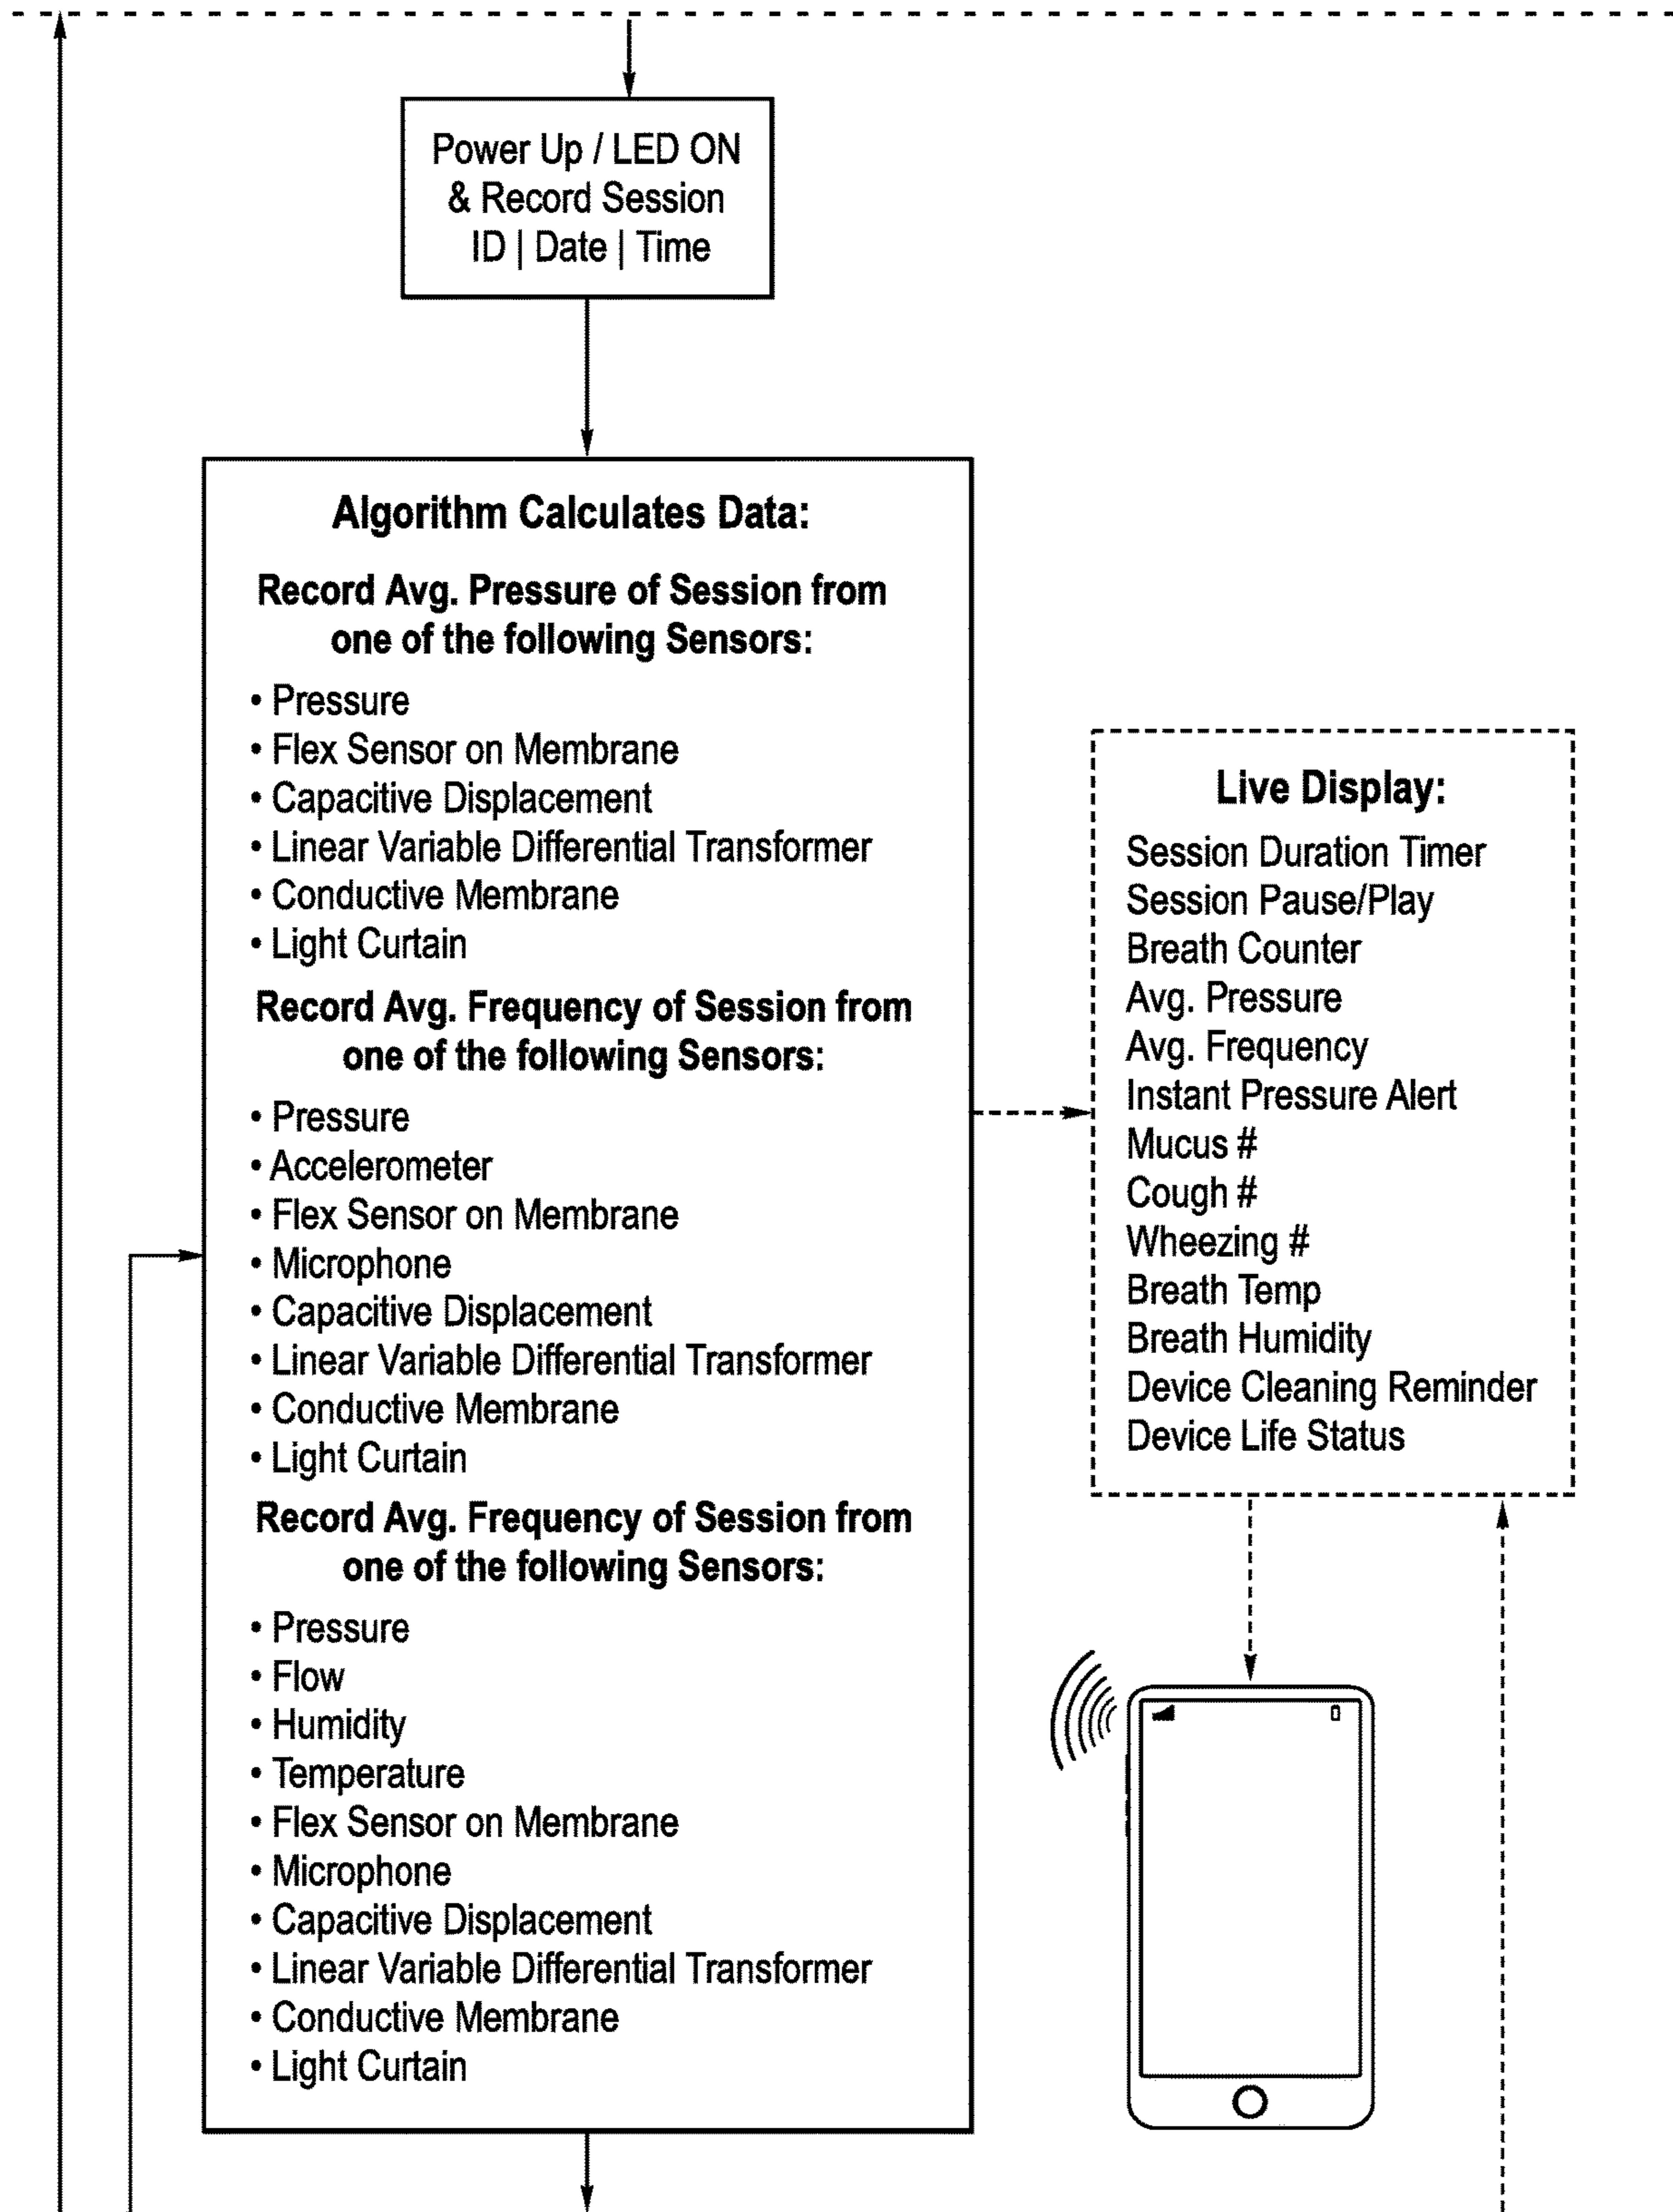 Power Up / LED ON
& Record Session
ID | Date | Time
Algorithm Calculates Data:
Record Avg. Pressure of Session from
one of the following Sensors:
• Pressure
• Flex Sensor on Membrane
• Capacitive Displacement
• Linear Variable Differential Transformer
• Conductive Membrane
• Light Curtain
Record Avg. Frequency of Session from
one of the following Sensors:
• Pressure
• Accelerometer
• Flex Sensor on Membrane
• Microphone
• Capacitive Displacement
• Linear Variable Differential Transformer
• Conductive Membrane
• Light Curtain
Record Avg. Frequency of Session from
one of the following Sensors:
• Pressure
• Flow
• Humidity
• Temperature
• Flex Sensor on Membrane
• Microphone
• Capacitive Displacement
• Linear Variable Differential Transformer
• Conductive Membrane
• Light Curtain
Live Display:
Session Duration Timer
Session Pause/Play
Breath Counter
Avg. Pressure
Avg. Frequency
Instant Pressure Alert
Mucus #
Cough #
Wheezing #
Breath Temp
Breath Humidity
Device Cleaning Reminder
Device Life Status